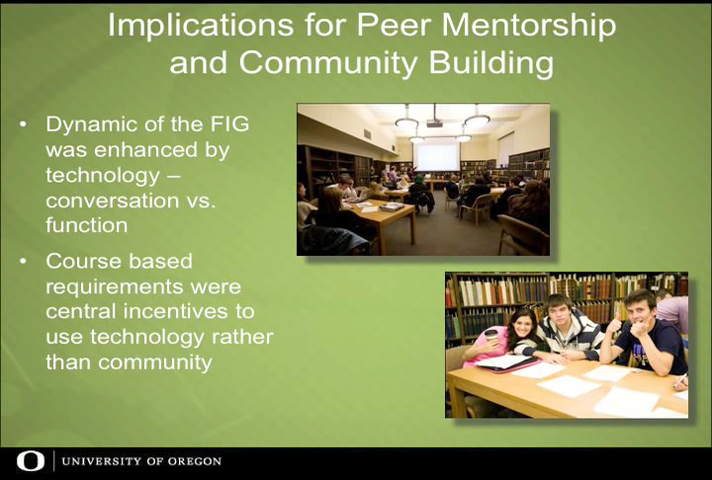 Implications for Peer Mentorship
and Community Building
• Dynamic of the FIG
was enhanced by
technology –
conversation vs.
function
• Course based
requirements were
central incentives to
use technology rather
than community
O | UNIVERSITY OF OREGON